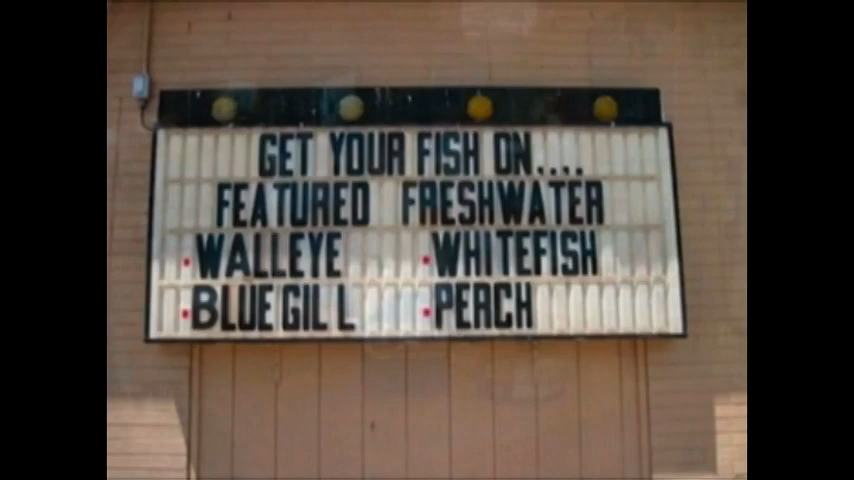 GET YOUR FISH ON....
FEATURED FRESHWATER
WALLEYE WHITEFISH
BLUEGILL PERCH